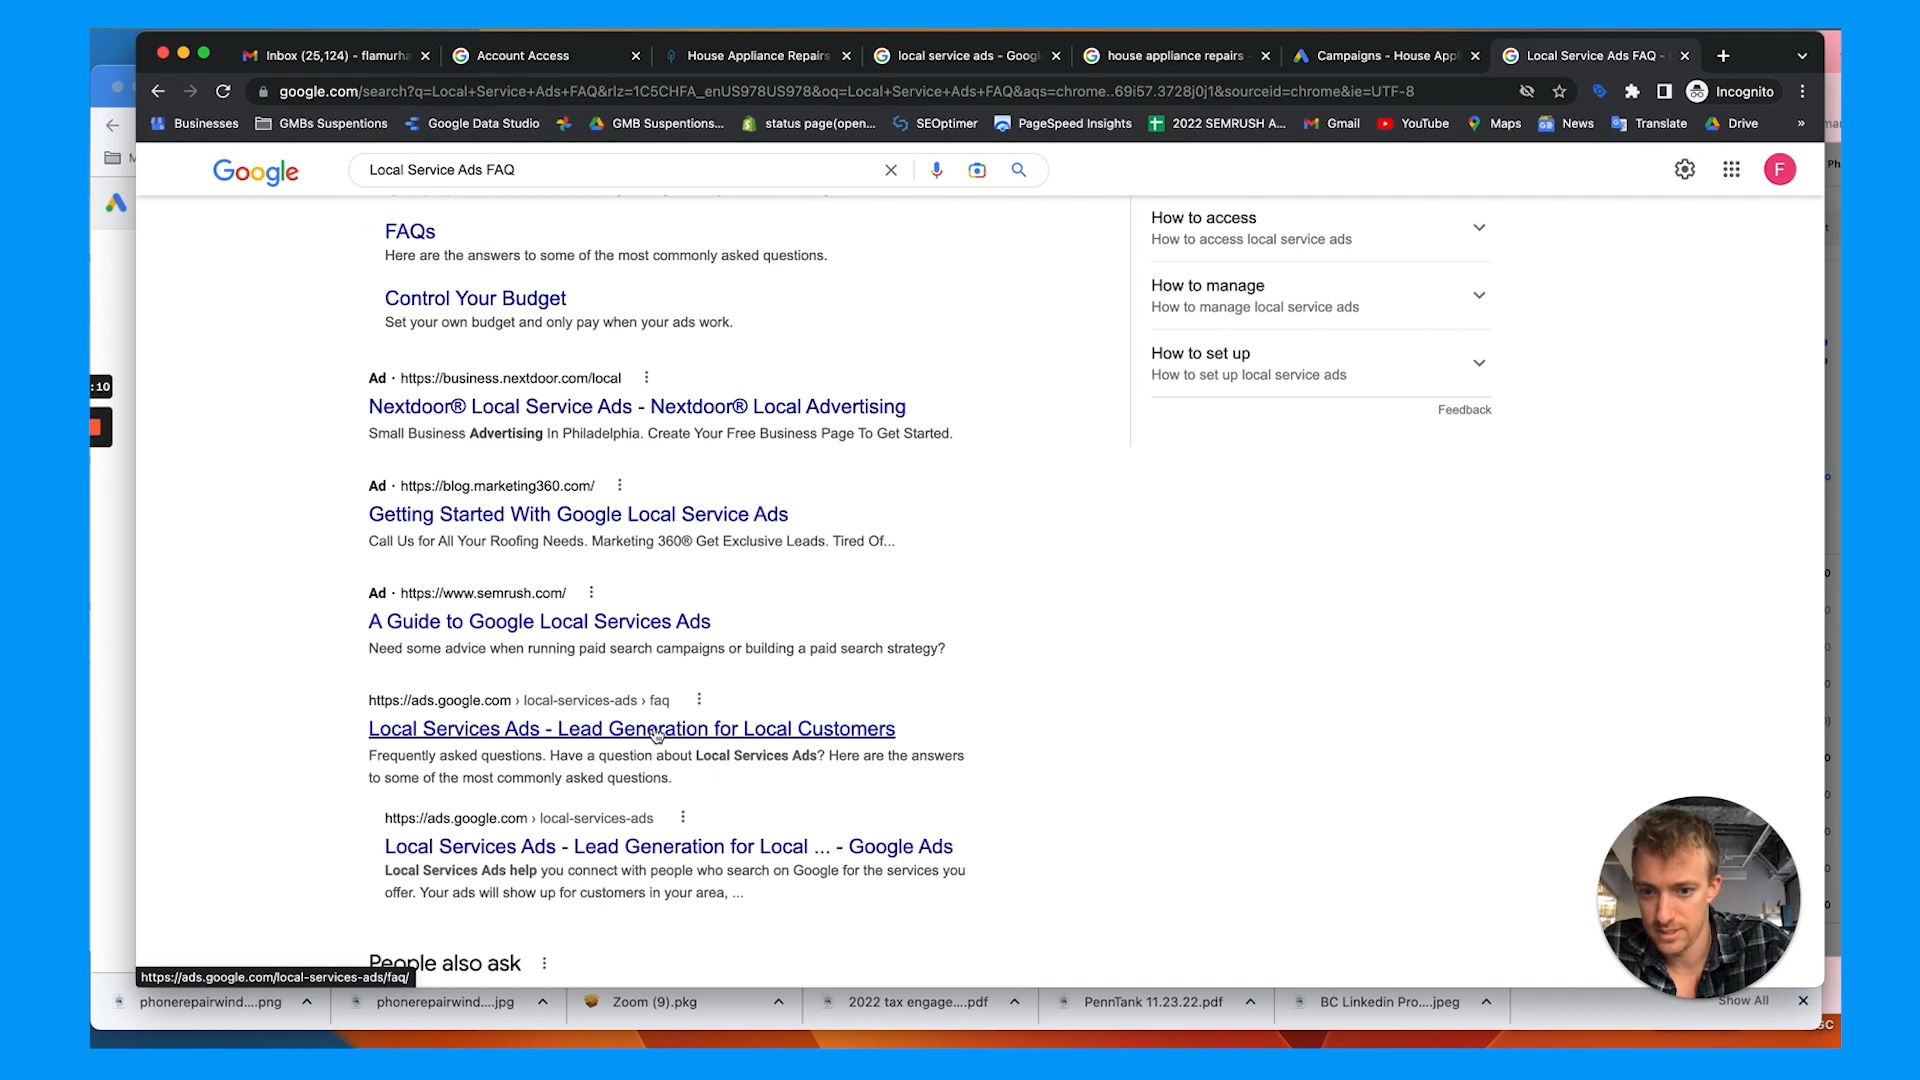 Inbox (25,124) - flamurha
Account Access
House Appliance Repairs
local service ads - Googl
house appliance repairs -
Campaigns - House Appl
Local Service Ads FAQ -
google.com/search?q=Local+Service+Ads+FAQ&rlz=1C5CHFA_enUS978US978&oq=Local+Service+Ads+FAQ&aqs=chrome..69i57.3728j0j1&sourceid=chrome&ie=UTF-8
Incognito
Businesses
GMBs Suspentions
Google Data Studio
GMB Suspentions...
status page(open...
SEOptimer
PageSpeed Insights
2022 SEMRUSH A...
Gmail
YouTube
Maps
News
Translate
Drive
»
Google
Local Service Ads FAQ
F
FAQs
Here are the answers to some of the most commonly asked questions.
Control Your Budget
Set your own budget and only pay when your ads work.
Ad · https://business.nextdoor.com/local
Nextdoor® Local Service Ads - Nextdoor® Local Advertising
Small Business Advertising In Philadelphia. Create Your Free Business Page To Get Started.
Ad · https://blog.marketing360.com/
Getting Started With Google Local Service Ads
Call Us for All Your Roofing Needs. Marketing 360® Get Exclusive Leads. Tired Of...
Ad · https://www.semrush.com/
A Guide to Google Local Services Ads
Need some advice when running paid search campaigns or building a paid search strategy?
https://ads.google.com › local-services-ads › faq
Local Services Ads - Lead Generation for Local Customers
Frequently asked questions. Have a question about Local Services Ads? Here are the answers
to some of the most commonly asked questions.
https://ads.google.com › local-services-ads
Local Services Ads - Lead Generation for Local ... - Google Ads
Local Services Ads help you connect with people who search on Google for the services you
offer. Your ads will show up for customers in your area, ...
People also ask
How to access
How to access local service ads
How to manage
How to manage local service ads
How to set up
How to set up local service ads
Feedback
:10
Ph
https://ads.google.com/local-services-ads/faq/
phonerepairwind....png
phonerepairwind....jpg
Zoom (9).pkg
2022 tax engage....pdf
PennTank 11.23.22.pdf
BC Linkedin Pro....jpeg
Show All
GC